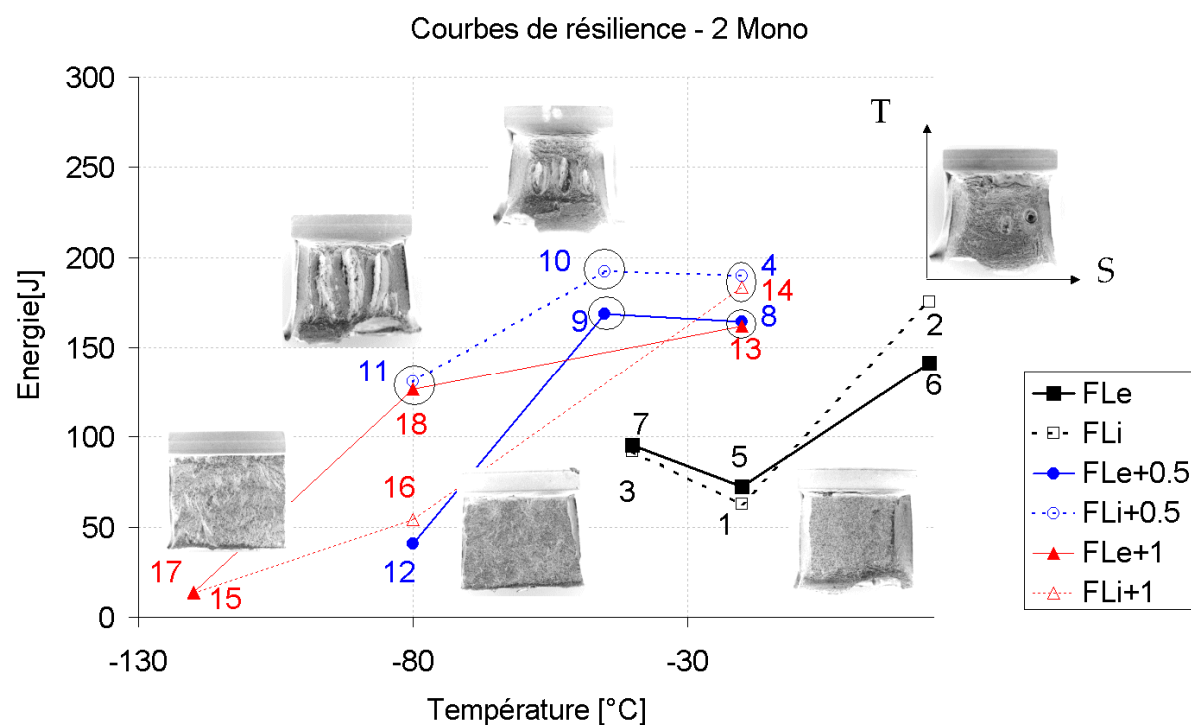 Courbes de résilience - 2 Mono
300
250
200
150
100
50
0
Energie[J]
-130
-80
-30
Température [°C]
T
S
10
4
14
9
8
13
11
18
2
6
7
5
3
1
16
12
17
15
FLe
FLi
FLe+0.5
FLi+0.5
FLe+1
FLi+1